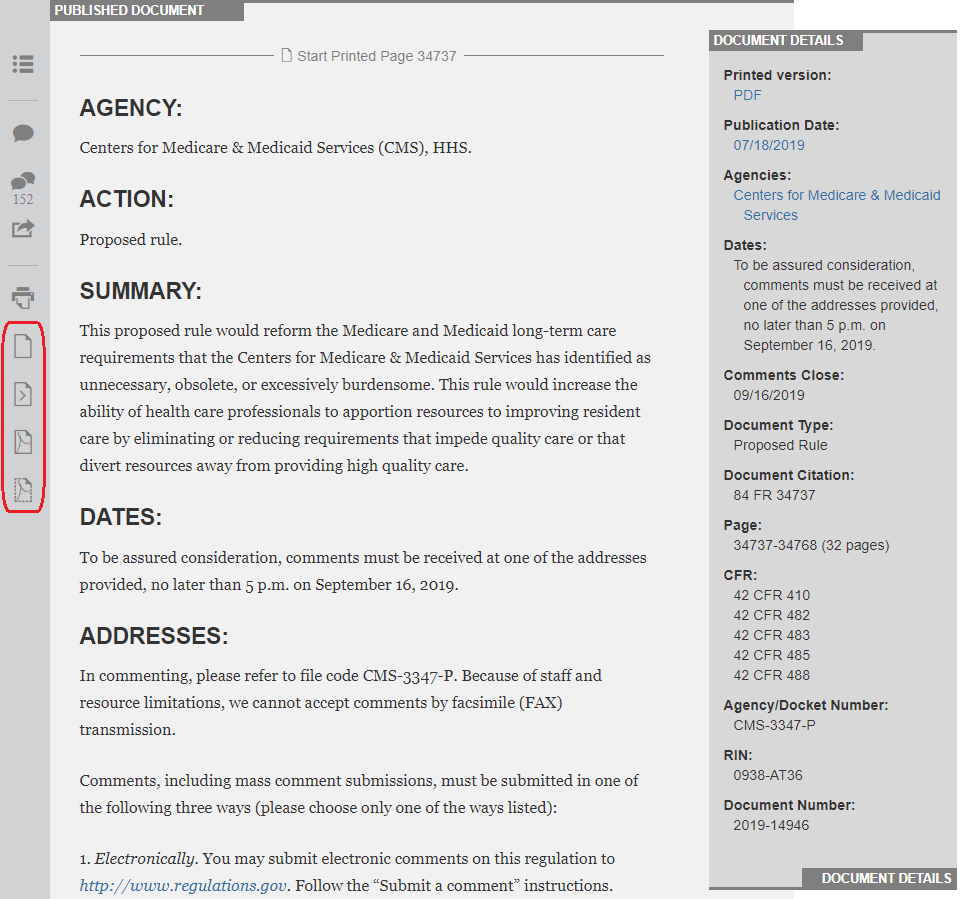 PUBLISHED DOCUMENT
152
Start Printed Page 34737
AGENCY:
Centers for Medicare & Medicaid Services (CMS), HHS.
ACTION:
Proposed rule.
SUMMARY:
This proposed rule would reform the Medicare and Medicaid long-term care
requirements that the Centers for Medicare & Medicaid Services has identified as
unnecessary, obsolete, or excessively burdensome. This rule would increase the
ability of health care professionals to apportion resources to improving resident
care by eliminating or reducing requirements that impede quality care or that
divert resources away from providing high quality care.
DATES:
To be assured consideration, comments must be received at one of the addresses
provided, no later than 5 p.m. on September 16, 2019.
ADDRESSES:
In commenting, please refer to file code CMS-3347-P. Because of staff and
resource limitations, we cannot accept comments by facsimile (FAX)
transmission.
Comments, including mass comment submissions, must be submitted in one of
the following three ways (please choose only one of the ways listed):
1. Electronically. You may submit electronic comments on this regulation to
http://www.regulations.gov. Follow the “Submit a comment” instructions.
DOCUMENT DETAILS
Printed version:
PDF
Publication Date:
07/18/2019
Agencies:
Centers for Medicare & Medicaid
Services
Dates:
To be assured consideration,
comments must be received at
one of the addresses provided,
no later than 5 p.m. on
September 16, 2019.
Comments Close:
09/16/2019
Document Type:
Proposed Rule
Document Citation:
84 FR 34737
Page:
34737-34768 (32 pages)
CFR:
42 CFR 410
42 CFR 482
42 CFR 483
42 CFR 485
42 CFR 488
Agency/Docket Number:
CMS-3347-P
RIN:
0938-AT36
Document Number:
2019-14946
DOCUMENT DETAILS